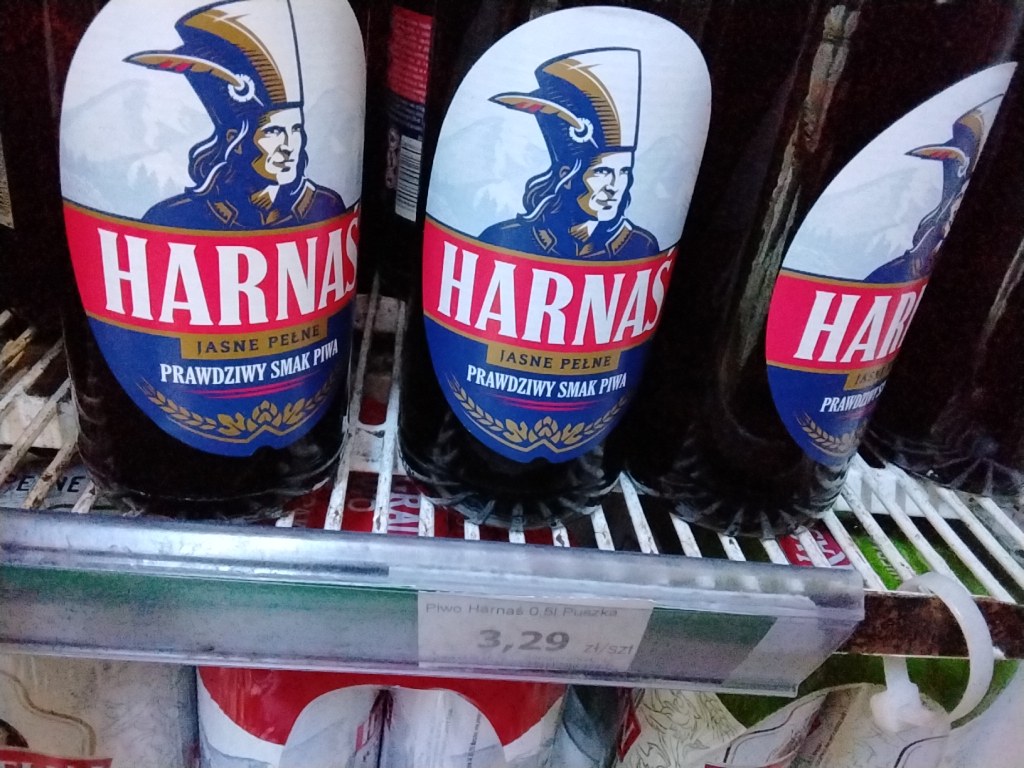 HARNAŚ
JASNE PEŁNE
PRAWDZIWY SMAK PIWA
HARNAŚ
JASNE PEŁNE
PRAWDZIWY SMAK PIWA
HAR
PRAWDZIWY
Piwo Harnaś 0,5l Puszka
3,29 zł/szt